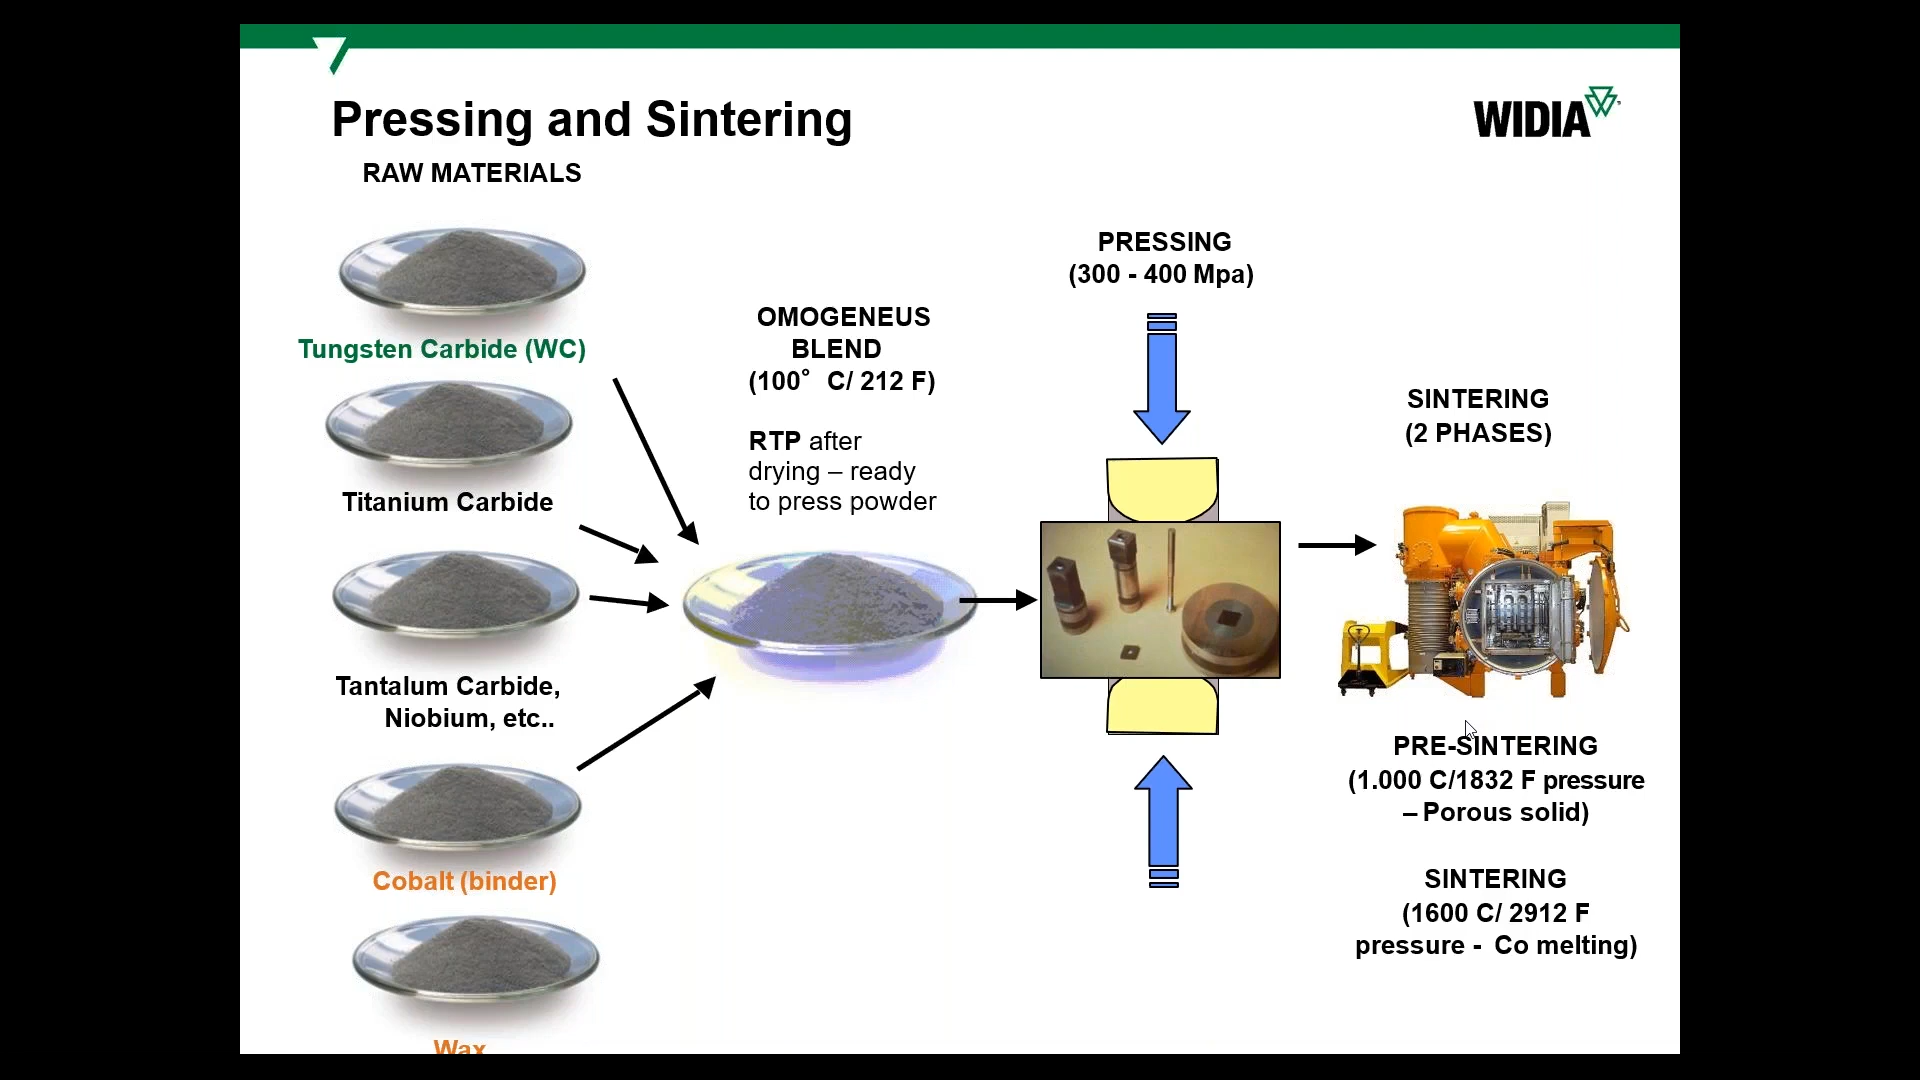 Pressing and Sintering
WIDIA
RAW MATERIALS
Tungsten Carbide (WC)
Titanium Carbide
Tantalum Carbide,
Niobium, etc..
Cobalt (binder)
Wax
OMOGENEUS
BLEND
(100° C/ 212 F)
RTP after
drying – ready
to press powder
PRESSING
(300 - 400 Mpa)
SINTERING
(2 PHASES)
PRE-SINTERING
(1.000 C/1832 F pressure
– Porous solid)
SINTERING
(1600 C/ 2912 F
pressure - Co melting)